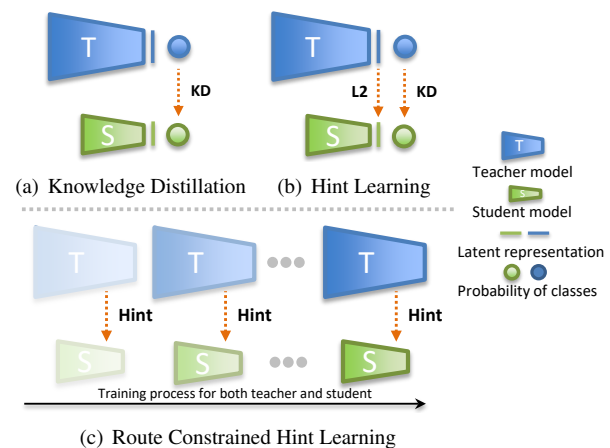 T
T
KD
L2
KD
S
S
(a) Knowledge Distillation
(b) Hint Learning
T
Teacher model
S
Student model
Latent representation
Probability of classes
T
T
T
Hint
Hint
Hint
S
S
S
Training process for both teacher and student
(c) Route Constrained Hint Learning